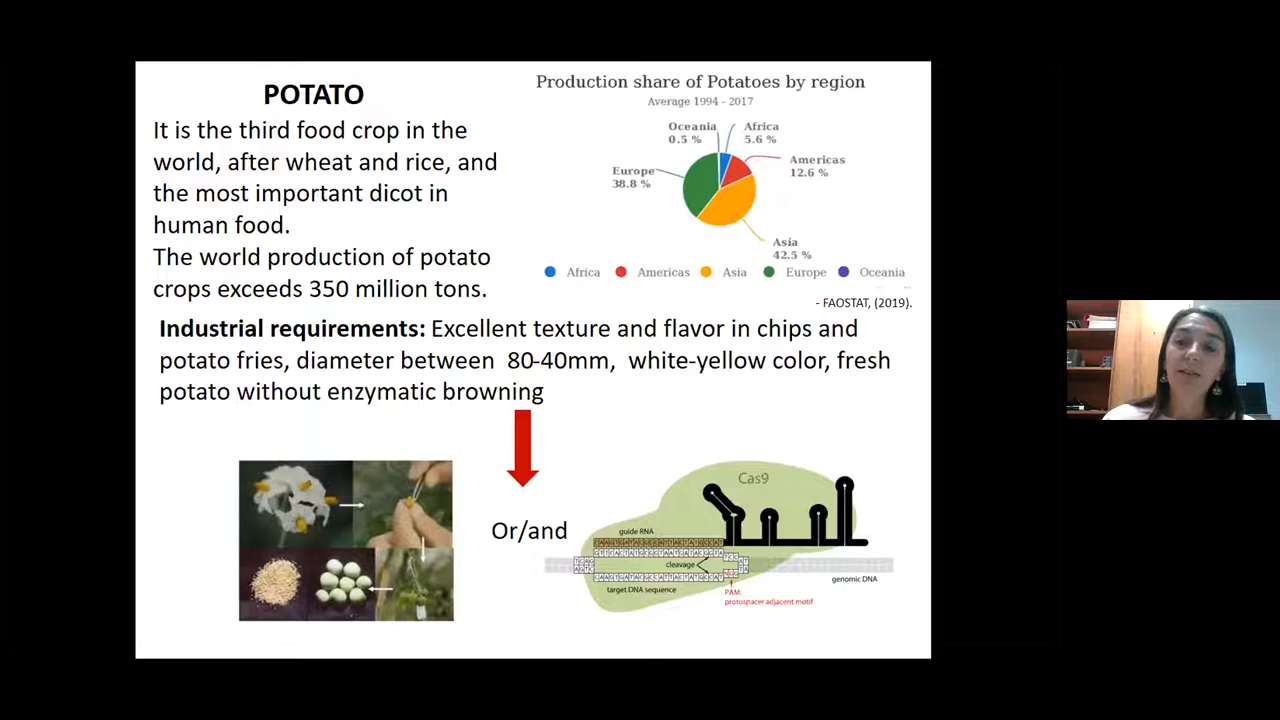 POTATO
It is the third food crop in the
world, after wheat and rice, and
the most important dicot in
human food.
The world production of potato
crops exceeds 350 million tons.
Production share of Potatoes by region
Average 1994 - 2017
Oceania
0.5 %
Africa
5.6 %
Americas
12.6 %
Europe
38.8 %
Asia
42.5 %
Africa Americas Asia Europe Oceania
- FAOSTAT, (2019).
Industrial requirements: Excellent texture and flavor in chips and
potato fries, diameter between 80-40mm, white-yellow color, fresh
potato without enzymatic browning
Or/and
Cas9
guide RNA
cleavage
target DNA sequence
genomic DNA
PAM:
protospacer adjacent motif